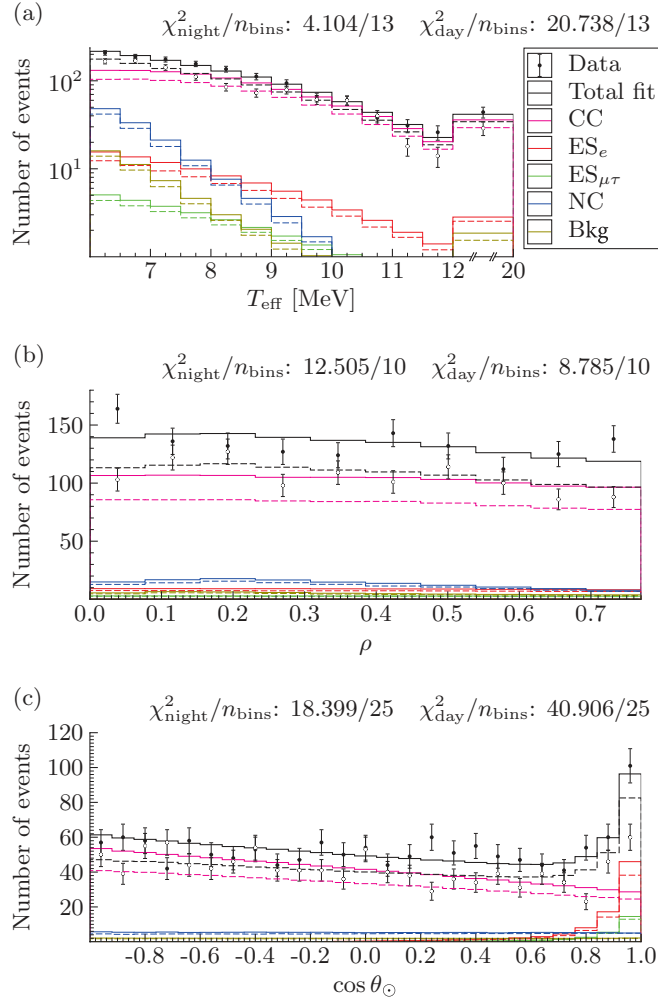 (a)
χ²night/nbins: 4.104/13 χ²day/nbins: 20.738/13
Number of events
10²
10¹
7 8 9 10 11 12 20
Teff [MeV]
Data
Total fit
CC
ESe
ESμτ
NC
Bkg
(b)
χ²night/nbins: 12.505/10 χ²day/nbins: 8.785/10
Number of events
150
100
50
0.0 0.1 0.2 0.3 0.4 0.5 0.6 0.7
ρ
(c)
χ²night/nbins: 18.399/25 χ²day/nbins: 40.906/25
Number of events
120
100
80
60
40
20
-0.8 -0.6 -0.4 -0.2 0.0 0.2 0.4 0.6 0.8 1.0
cos θ⊙